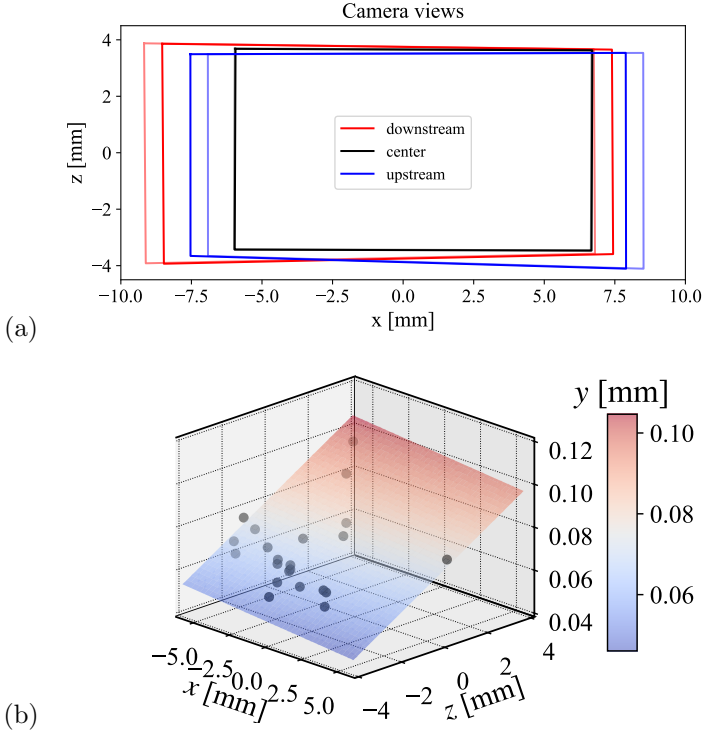 Camera views
z [mm]
4
2
0
−2
−4
downstream
center
upstream
−10.0 −7.5 −5.0 −2.5 0.0 2.5 5.0 7.5 10.0
x [mm]
(a)
y [mm]
0.12
0.10
0.08
0.06
0.04
0.10
0.08
0.06
−5.0
−2.5
0.0
2.5
5.0
x [mm]
−4
−2
0
2
4
z [mm]
(b)